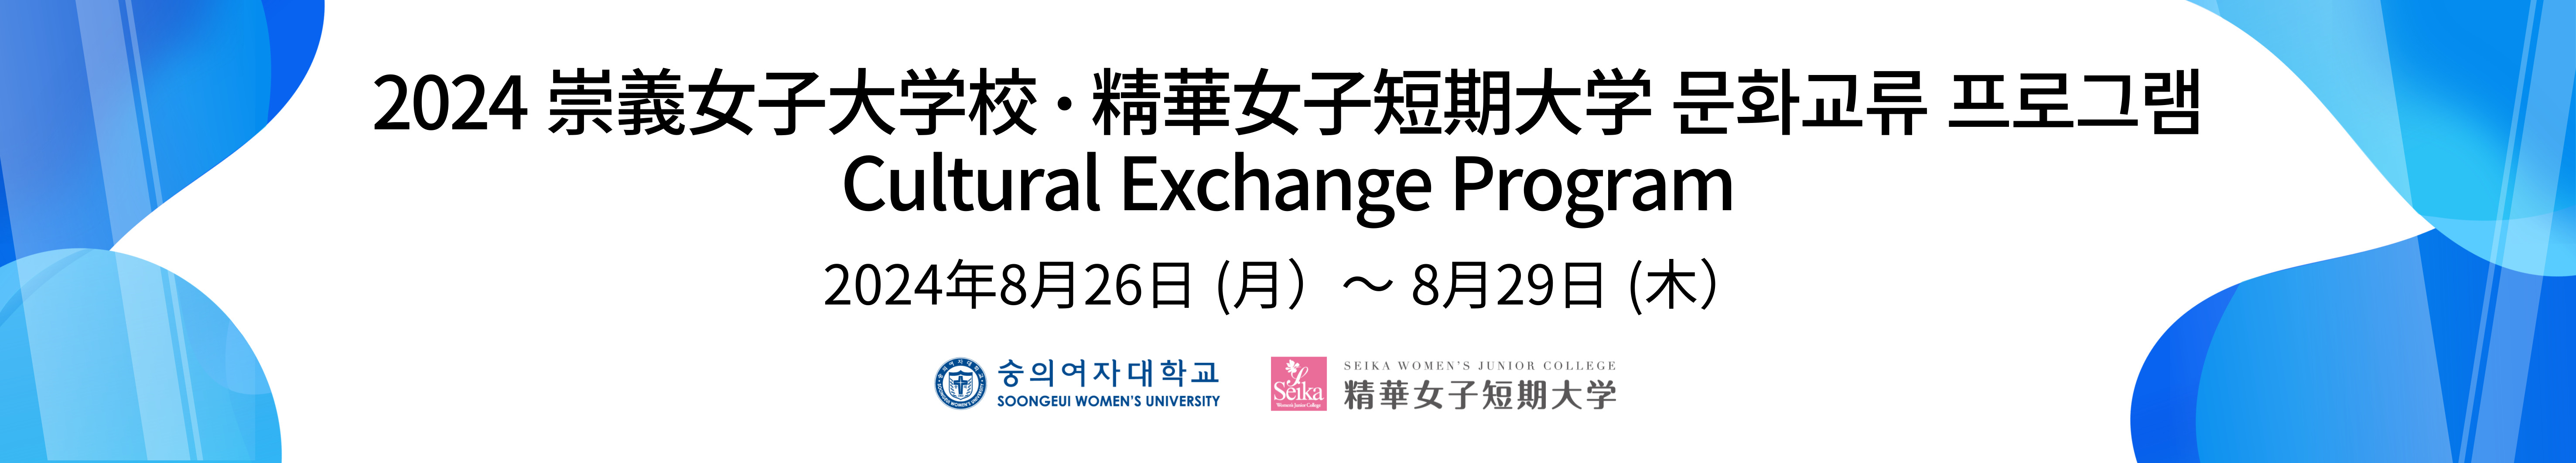 2024 崇義女子大学校 · 精華女子短期大学 문화교류 프로그램
Cultural Exchange Program
2024年8月26日 (月）～ 8月29日 (木）
숭의여자대학교
SOONGEUI WOMEN'S UNIVERSITY
Seika
Women's Junior College
SEIKA WOMEN'S JUNIOR COLLEGE
精華女子短期大学